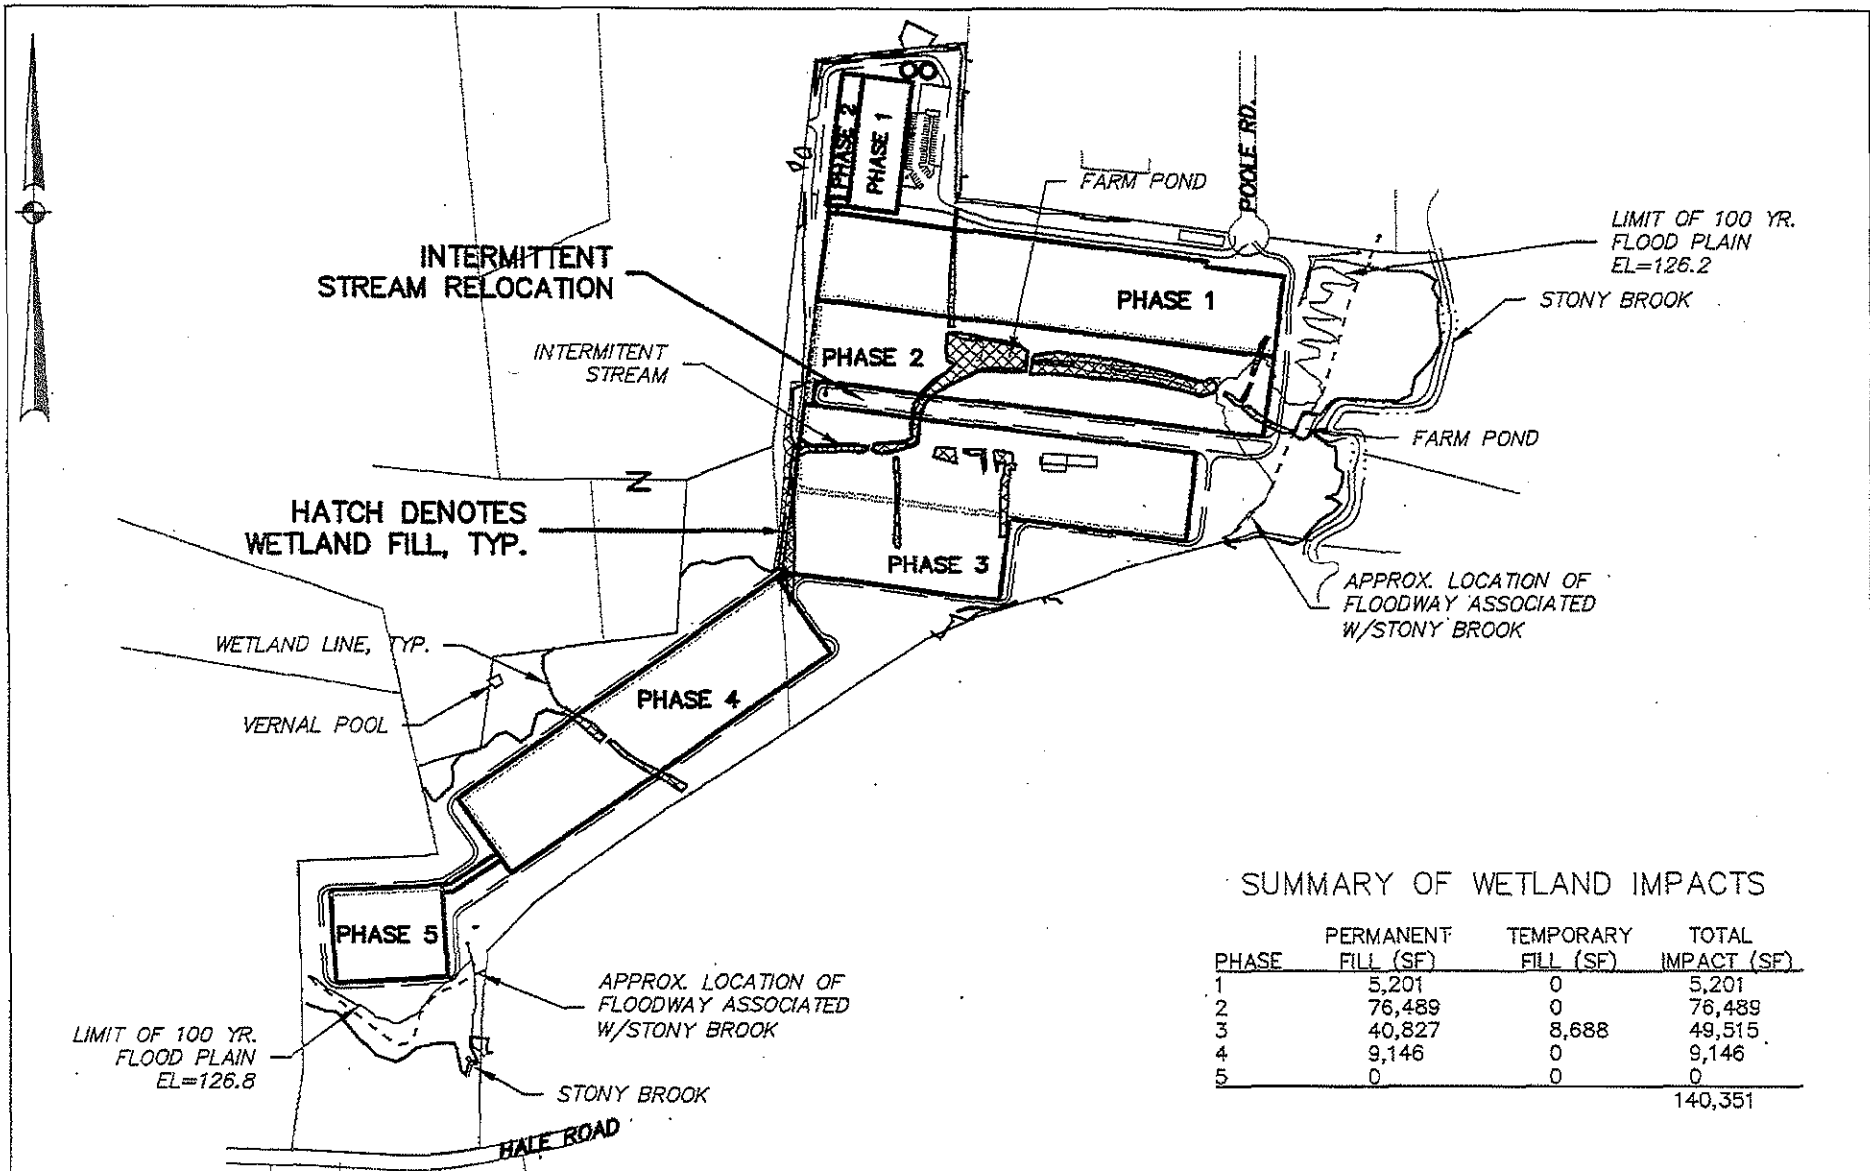 PHASE 2
PHASE 1
POOLE RD.
FARM POND
LIMIT OF 100 YR.
FLOOD PLAIN
EL=126.2
STONY BROOK
INTERMITTENT
STREAM RELOCATION
PHASE 1
INTERMITENT
STREAM
PHASE 2
FARM POND
Z
HATCH DENOTES
WETLAND FILL, TYP.
PHASE 3
APPROX. LOCATION OF
FLOODWAY ASSOCIATED
W/STONY BROOK
WETLAND LINE, TYP.
VERNAL POOL
PHASE 4
PHASE 5
APPROX. LOCATION OF
FLOODWAY ASSOCIATED
W/STONY BROOK
LIMIT OF 100 YR.
FLOOD PLAIN
EL=126.8
STONY BROOK
HALE ROAD
SUMMARY OF WETLAND IMPACTS
PERMANENT TEMPORARY TOTAL
PHASE FILL (SF) FILL (SF) IMPACT (SF)
1 5,201 0 5,201
2 76,489 0 76,489
3 40,827 8,688 49,515
4 9,146 0 9,146
5 0 0 0
140,351